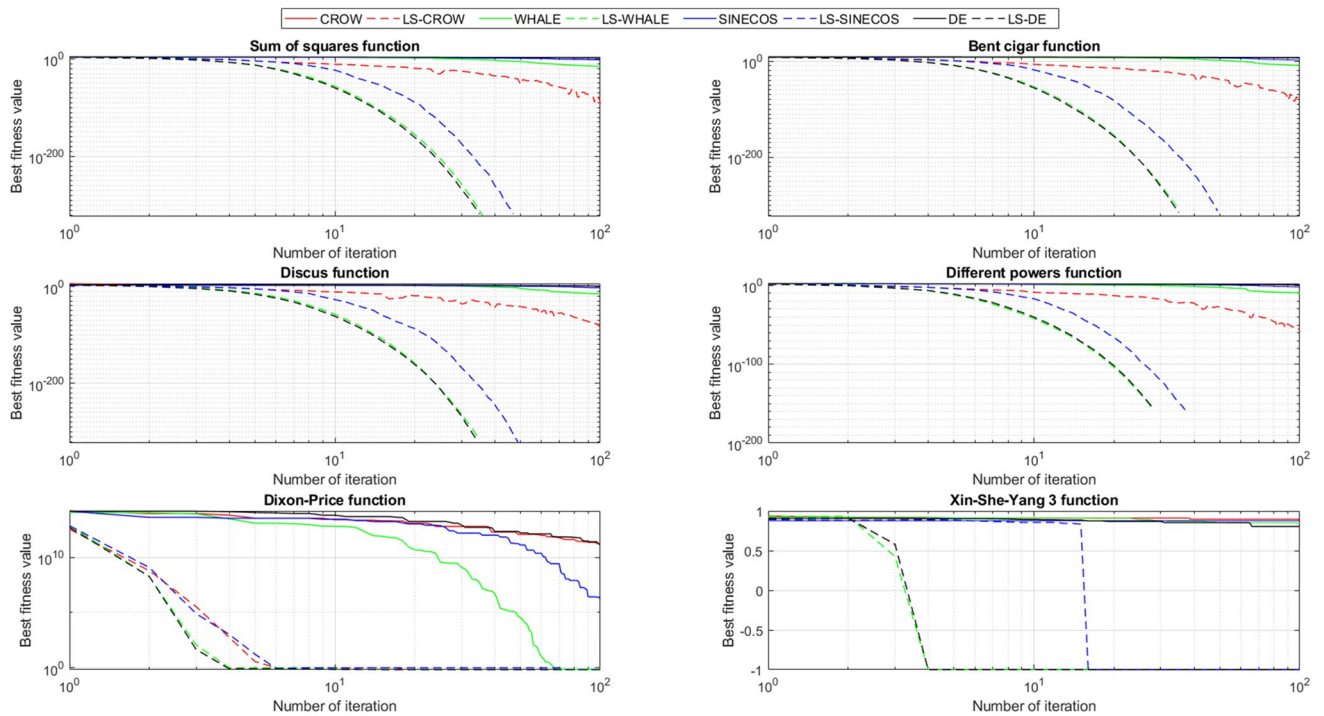 CROW LS-CROW WHALE LS-WHALE SINECOS LS-SINECOS DE LS-DE
Sum of squares function
Best fitness value
10^0
10^-200
10^0 10^1 10^2
Number of iteration
Bent cigar function
Best fitness value
10^0
10^-200
10^0 10^1 10^2
Number of iteration
Discus function
Best fitness value
10^0
10^-200
10^0 10^1 10^2
Number of iteration
Different powers function
Best fitness value
10^0
10^-100
10^-200
10^0 10^1 10^2
Number of iteration
Dixon-Price function
Best fitness value
10^10
10^0
10^0 10^1 10^2
Number of iteration
Xin-She-Yang 3 function
Best fitness value
1
0.5
0
-0.5
-1
10^0 10^1 10^2
Number of iteration